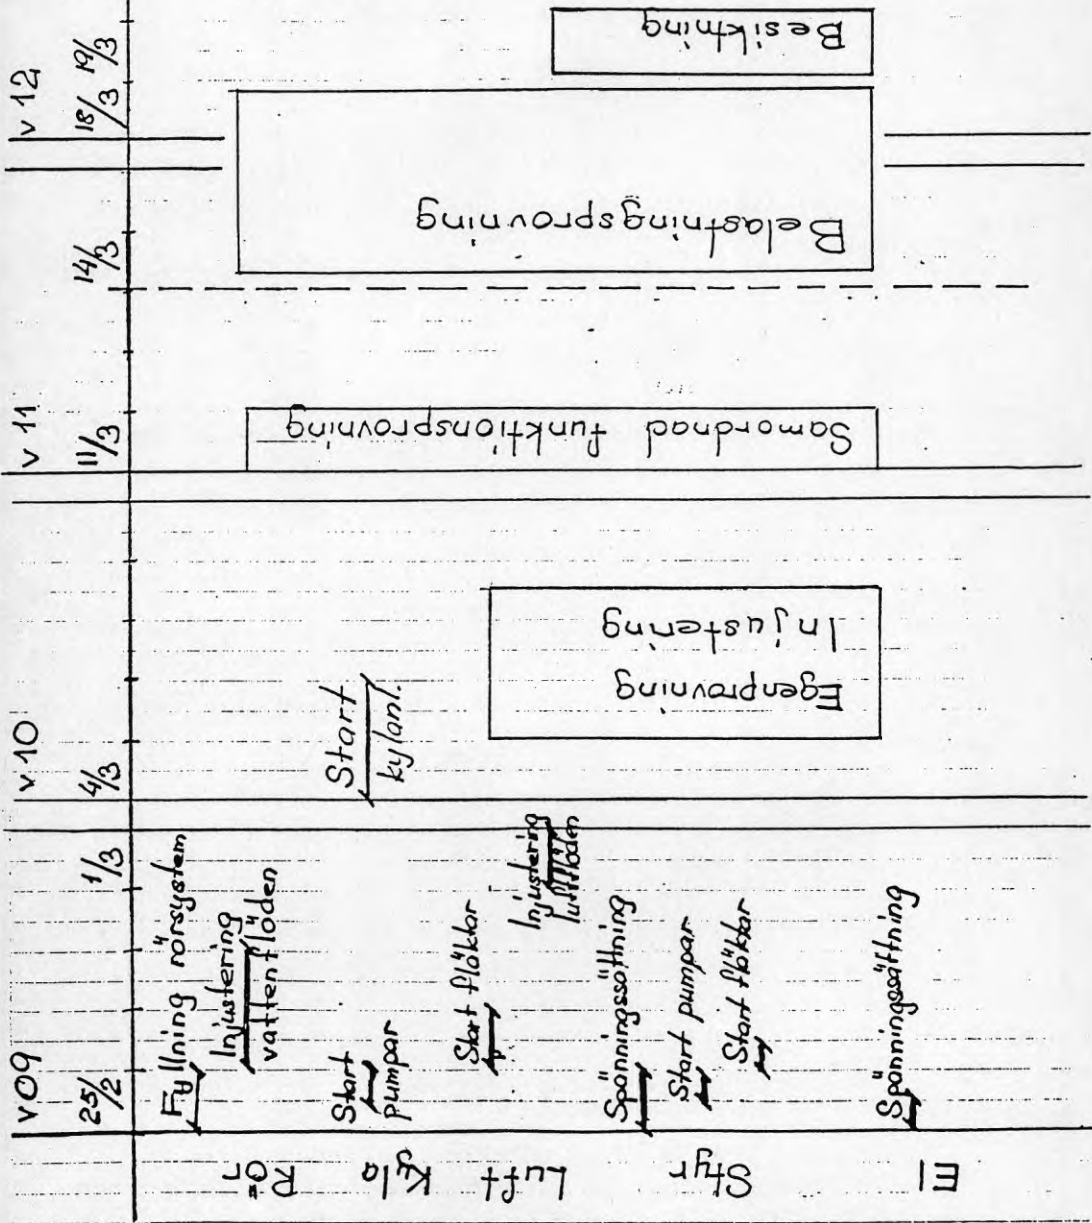 v 09
v 10
v 11
v 12
25/2
1/3
4/3
11/3
14/3
18/3
19/3
Rör
Fyllning rörsystem
Injustering
vattenflöden
Kyla
Start
pumpar
Start
kylanl.
Luft
Start fläktar
Injustering
luftflöden
Styr
Spänningssättning
Start pumpar
Start fläktar
El
Spänningssättning
Egenprovning
Injustering
Samordnad funktionsprovning
Belastningsprovning
Besiktning